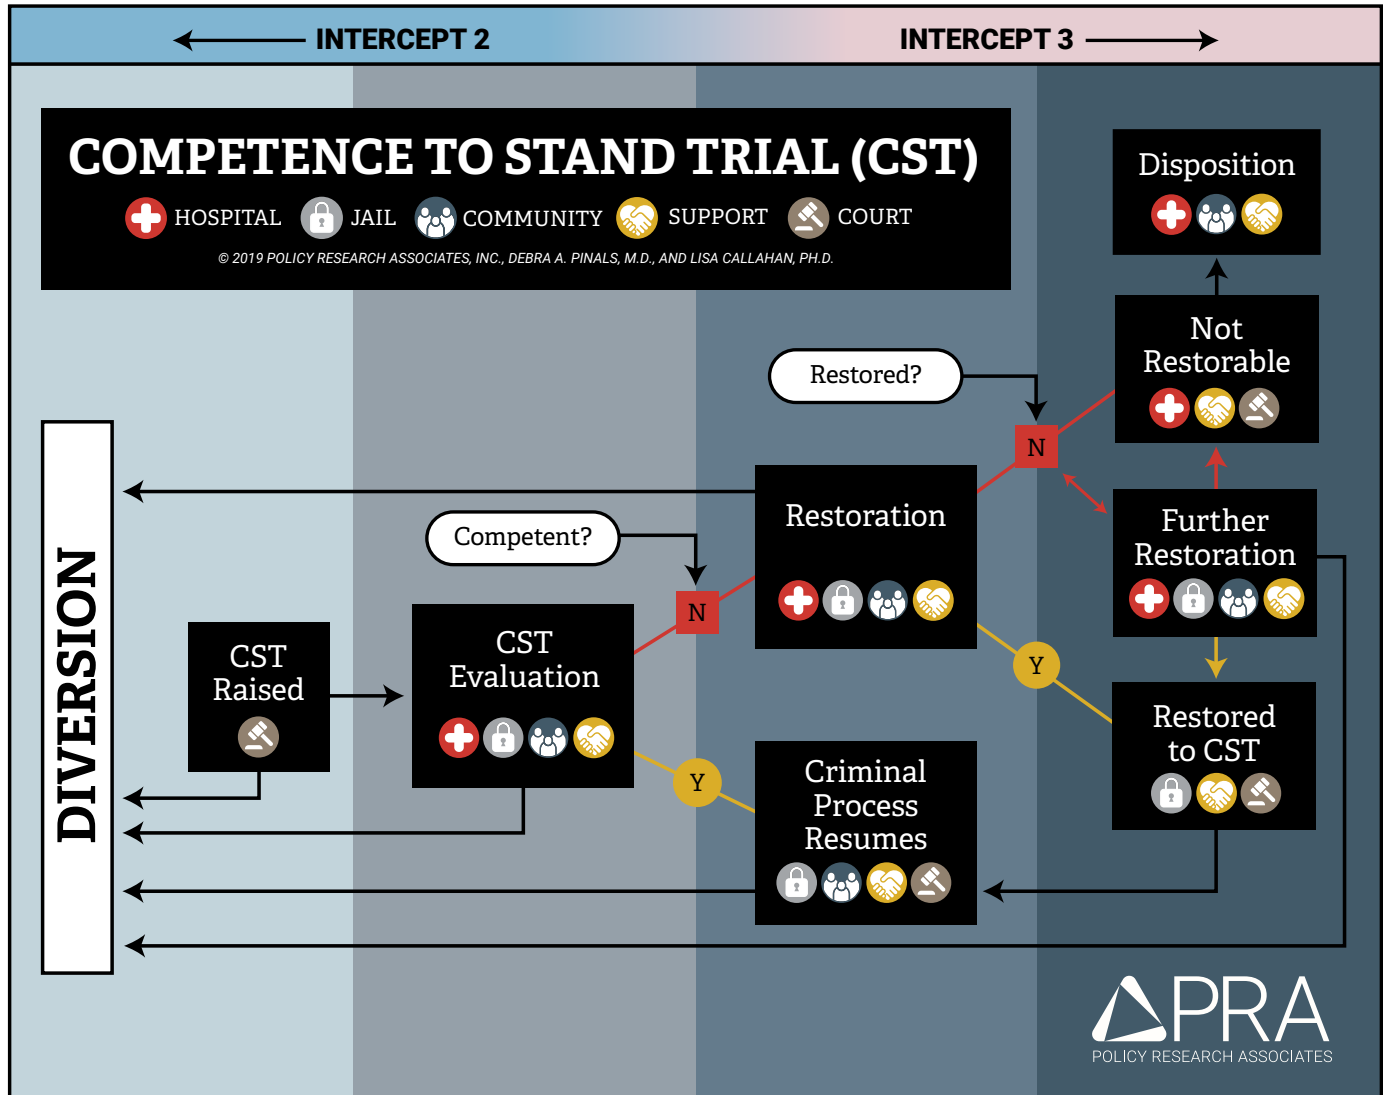 INTERCEPT 2
INTERCEPT 3
COMPETENCE TO STAND TRIAL (CST)
HOSPITAL
JAIL
COMMUNITY
SUPPORT
COURT
© 2019 POLICY RESEARCH ASSOCIATES, INC., DEBRA A. PINALS, M.D., AND LISA CALLAHAN, PH.D.
Disposition
Not
Restorable
Restored?
N
Restoration
Further
Restoration
Competent?
N
DIVERSION
CST
Raised
CST
Evaluation
Y
Restored
to CST
Y
Criminal
Process
Resumes
PRA
POLICY RESEARCH ASSOCIATES